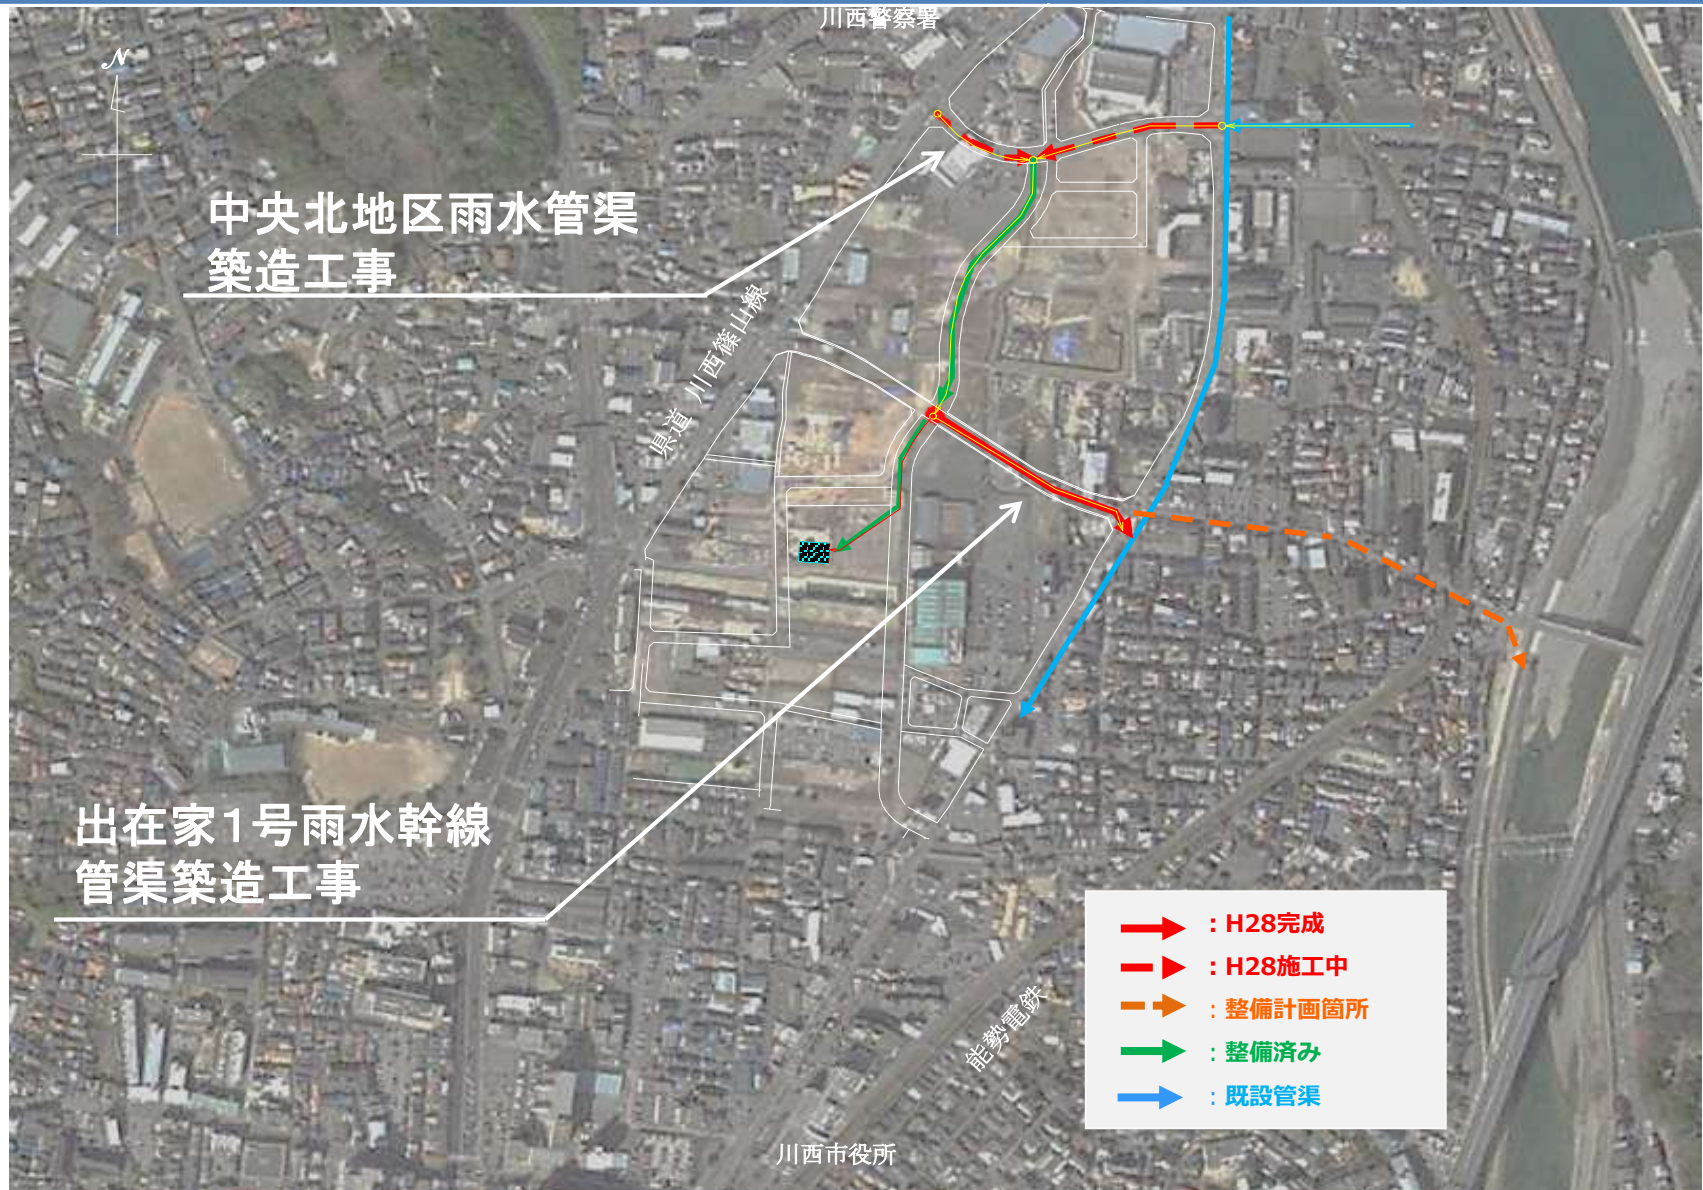 川西警察署
N
中央北地区雨水管渠
築造工事
県道 川西篠山線
出在家1号雨水幹線
管渠築造工事
：H28完成
：H28施工中
：整備計画箇所
：整備済み
：既設管渠
能勢電鉄
川西市役所